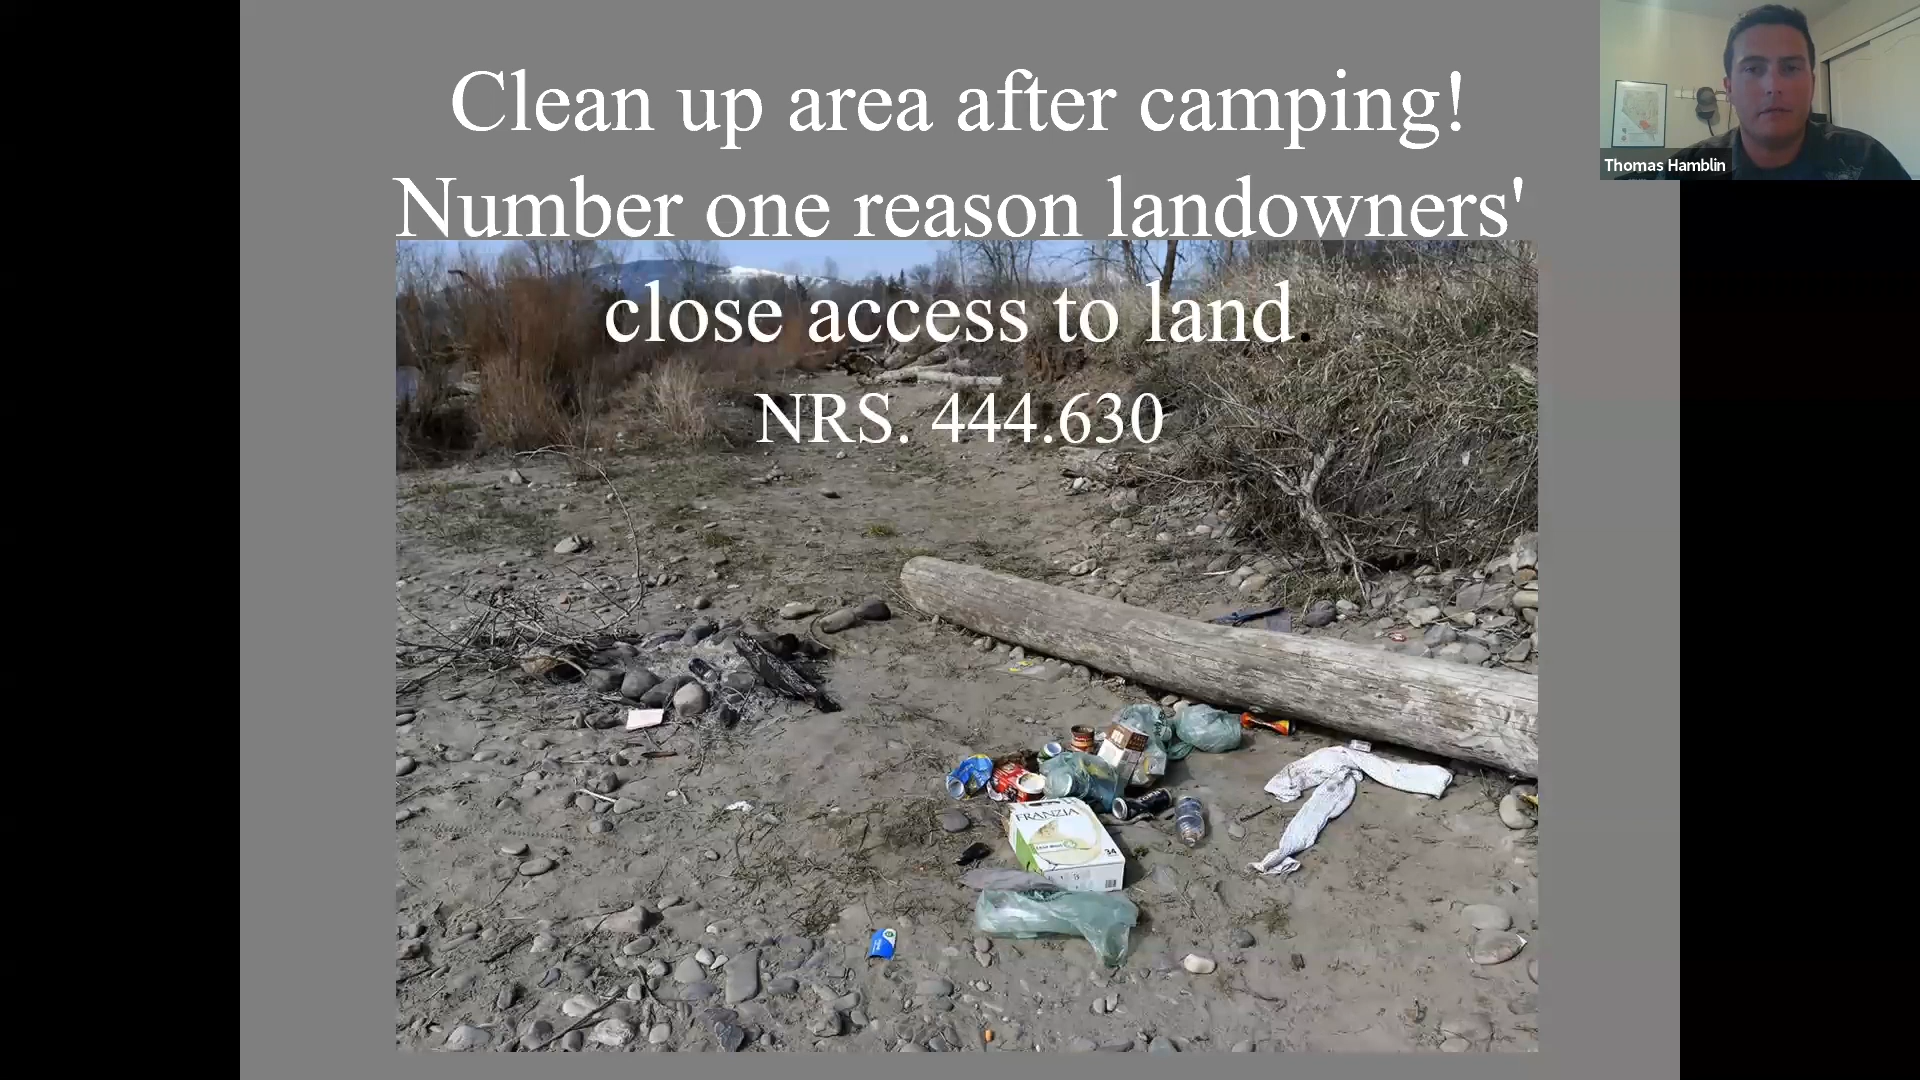 Clean up area after camping!
Number one reason landowners'
close access to land.
NRS. 444.630
Thomas Hamblin
FRANZIA
34